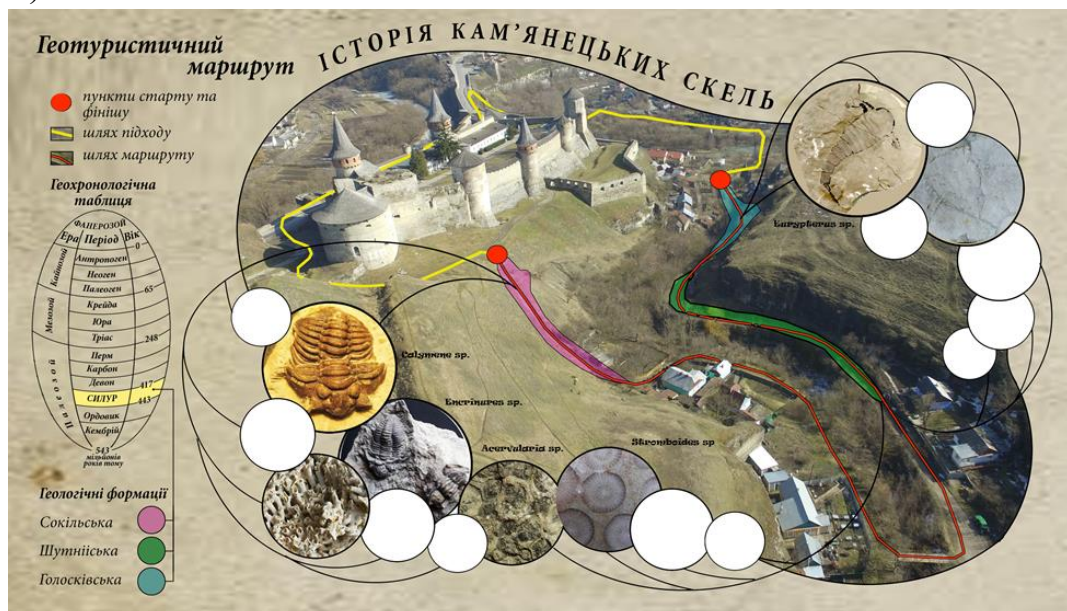 Геотуристичний
маршрут
ІСТОРІЯ КАМ’ЯНЕЦЬКИХ СКЕЛЬ
пункти старту та
фінішу
шлях підходу
шлях маршруту
Геохронологічна
таблиця
ФАНЕРОЗОЙ
Ера Період Вік
0
Кайнозой
Антропоген
Неоген
Палеоген
65
Мезозой
Крейда
Юра
Тріас
248
Палеозой
Перм
Карбон
Девон
417
СИЛУР
443
Ордовик
Кембрій
543
мільйонів
років тому
Геологічні формації
Сокільська
Шутнііська
Голосківська
Eurypterus sp.
Calymene sp.
Encrinures sp.
Acervularia sp.
Stromboides sp